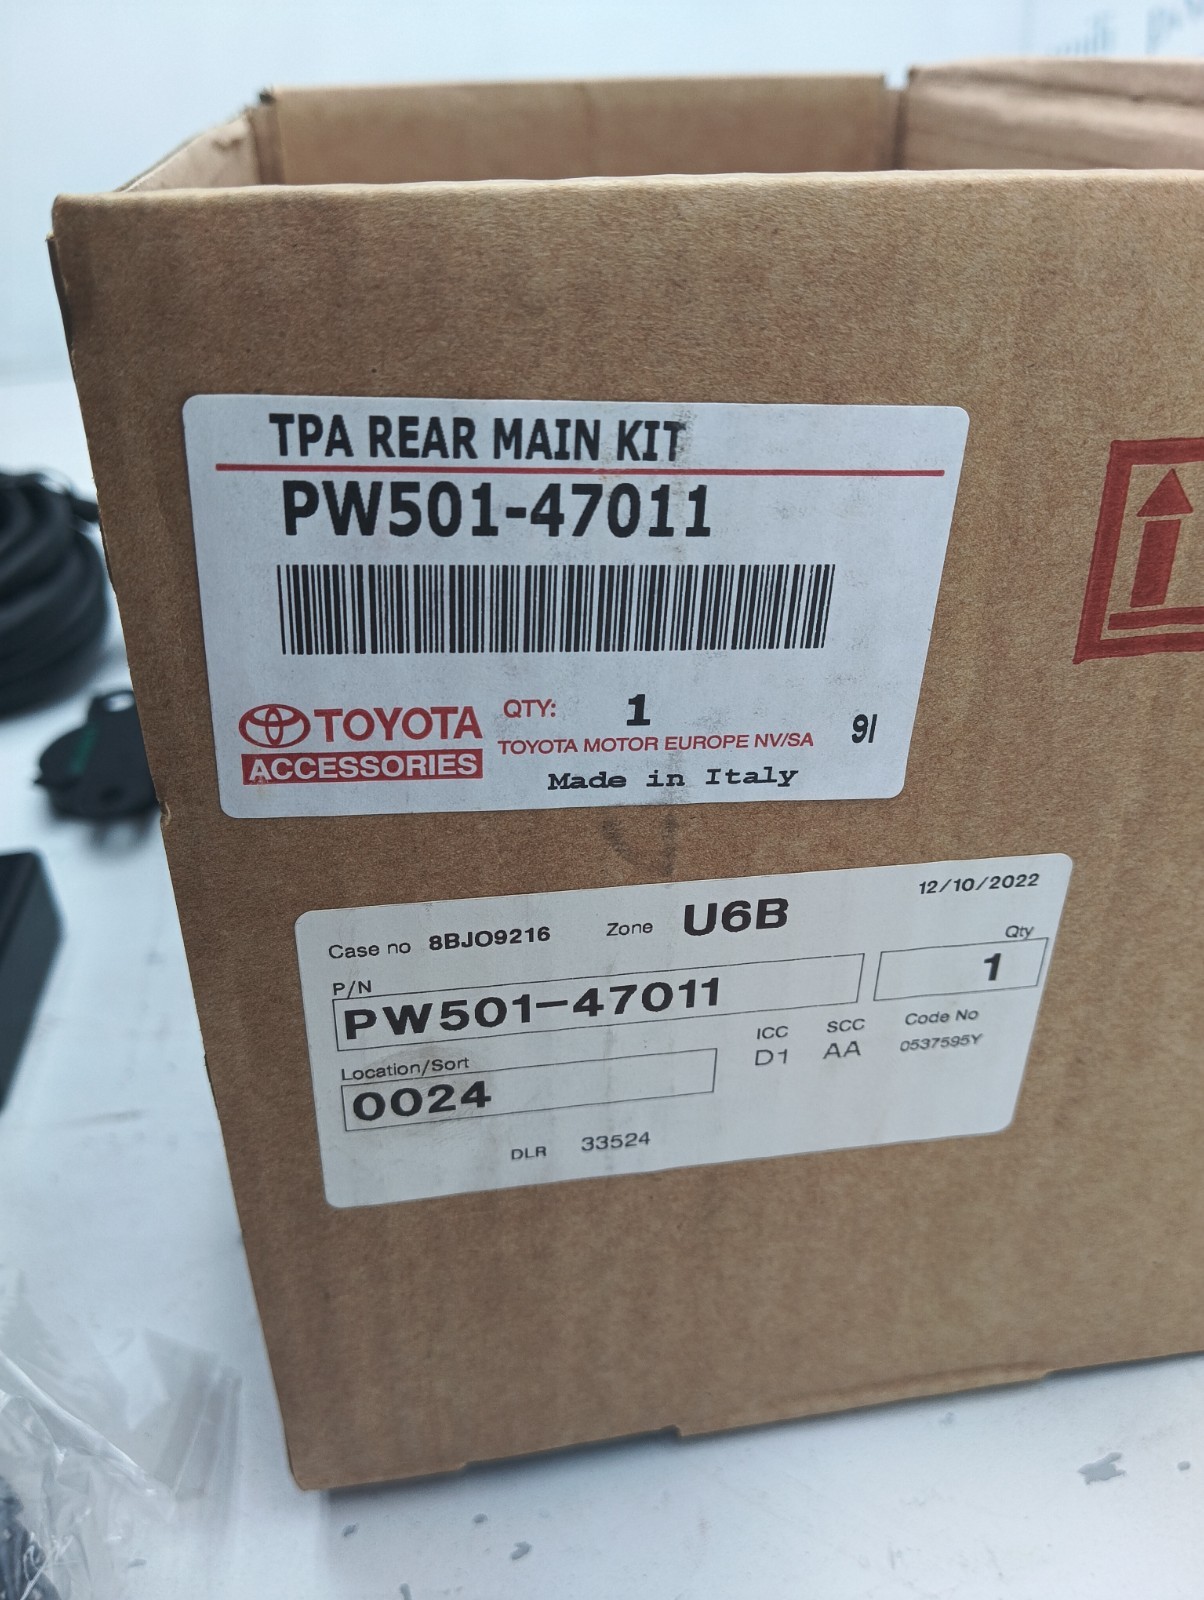 TPA REAR MAIN KIT
PW501-47011
TOYOTA
ACCESSORIES
QTY: 1
TOYOTA MOTOR EUROPE NV/SA
Made in Italy
9/
12/10/2022
Case no 8BJO9216 Zone U6B
P/N
PW501-47011
Qty
1
Location/Sort
0024
ICC SCC Code No
D1 AA 0537595Y
DLR 33524